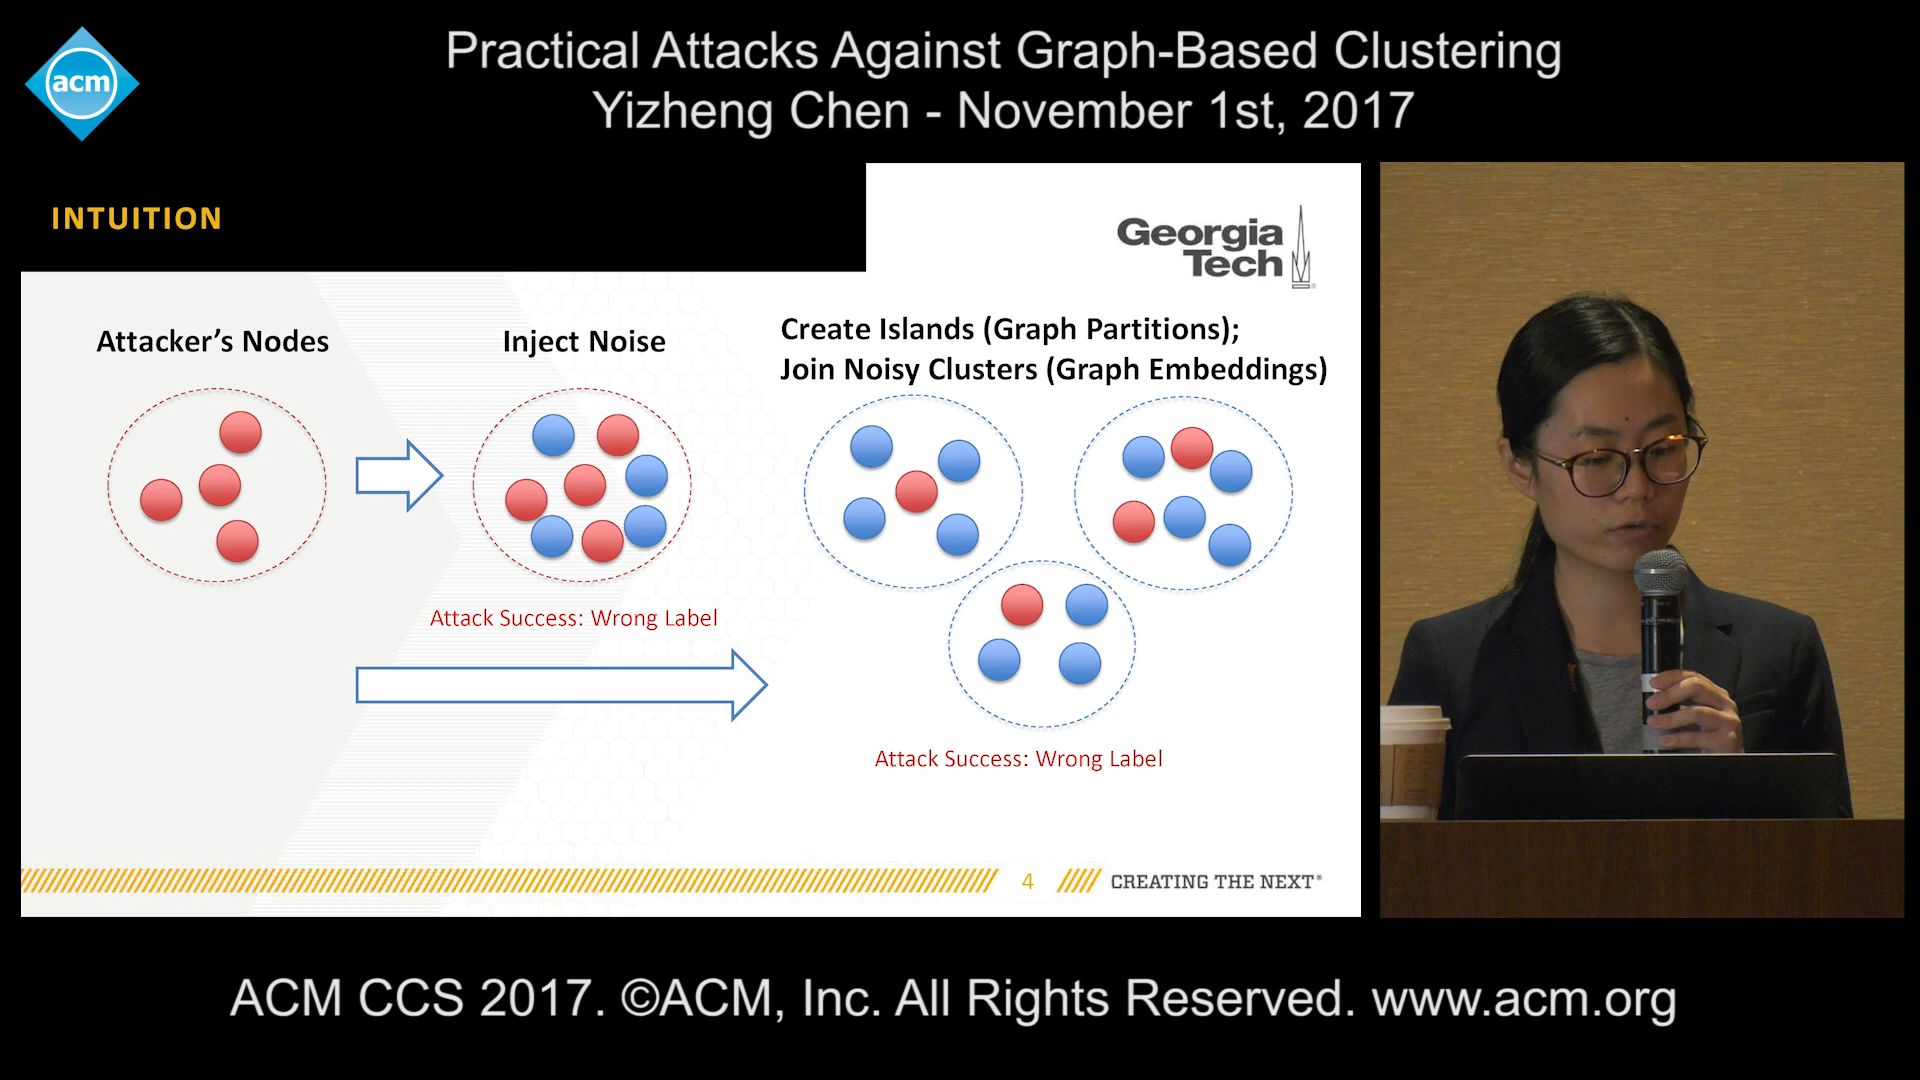 acm
Practical Attacks Against Graph-Based Clustering
Yizheng Chen - November 1st, 2017
INTUITION
Georgia
Tech
Attacker's Nodes
Inject Noise
Create Islands (Graph Partitions);
Join Noisy Clusters (Graph Embeddings)
Attack Success: Wrong Label
Attack Success: Wrong Label
4
CREATING THE NEXT®
ACM CCS 2017. ©ACM, Inc. All Rights Reserved. www.acm.org